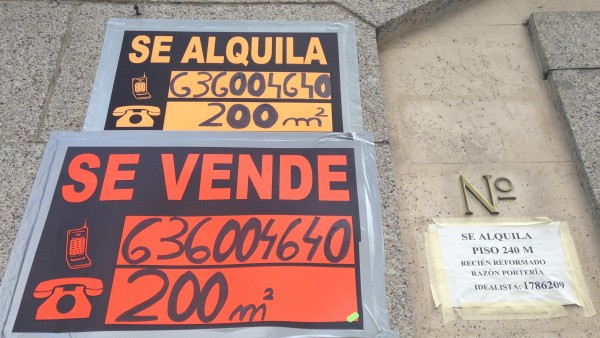 SE ALQUILA
636004640
200 m²
SE VENDE
636004640
200 m²
Nº
SE ALQUILA
PISO 240 M
RECIÉN REFORMADO
RAZÓN PORTERÍA
IDEALISTA: 1786209